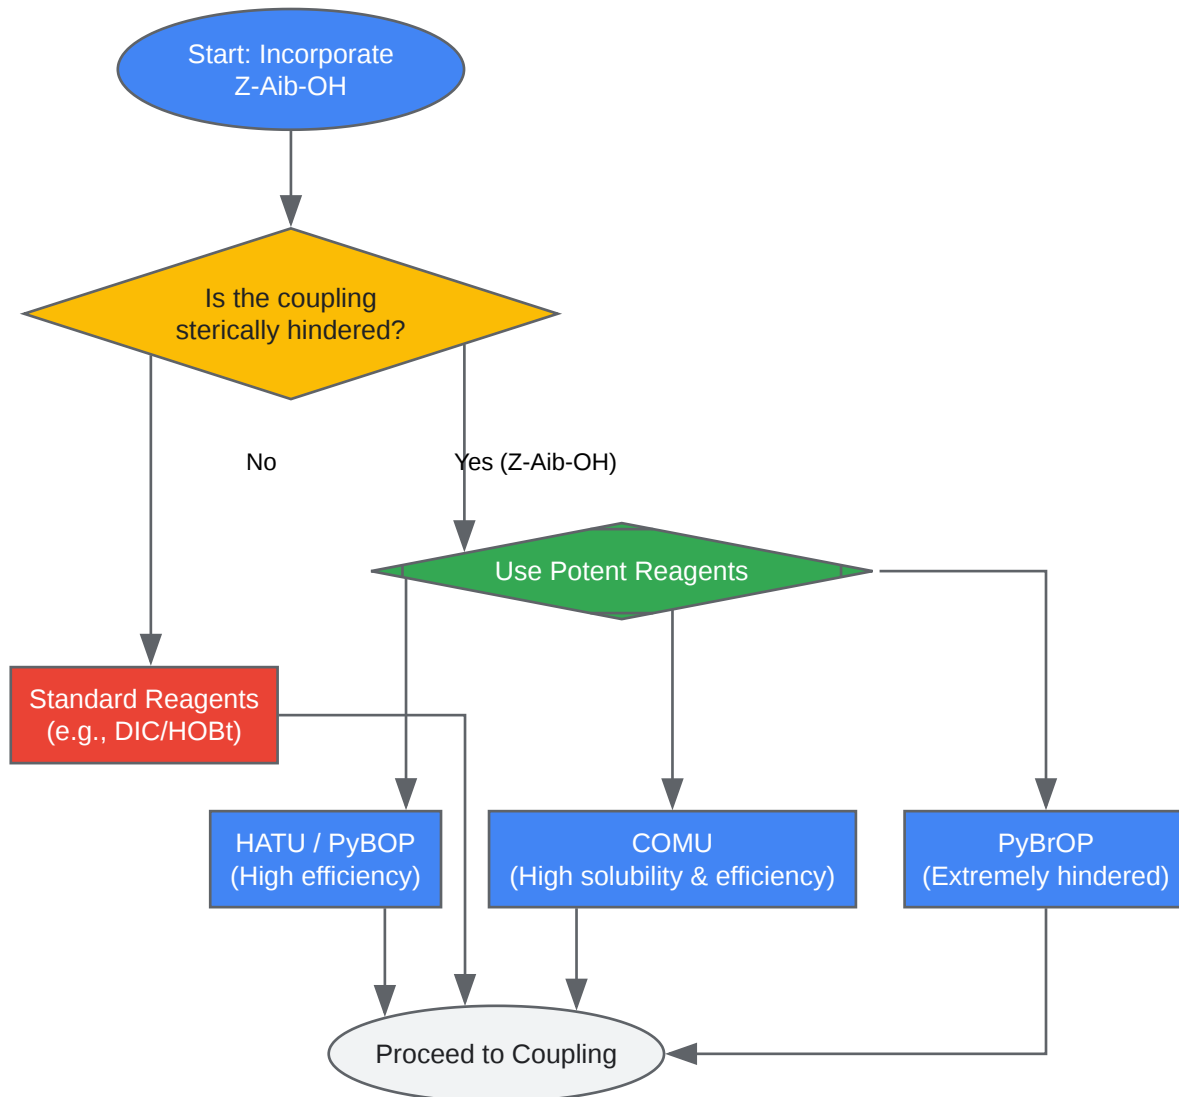 Start: Incorporate
Z-Aib-OH
Is the coupling
sterically hindered?
No
Yes (Z-Aib-OH)
Use Potent Reagents
Standard Reagents
(e.g., DIC/HOBt)
HATU / PyBOP
(High efficiency)
COMU
(High solubility & efficiency)
PyBrOP
(Extremely hindered)
Proceed to Coupling